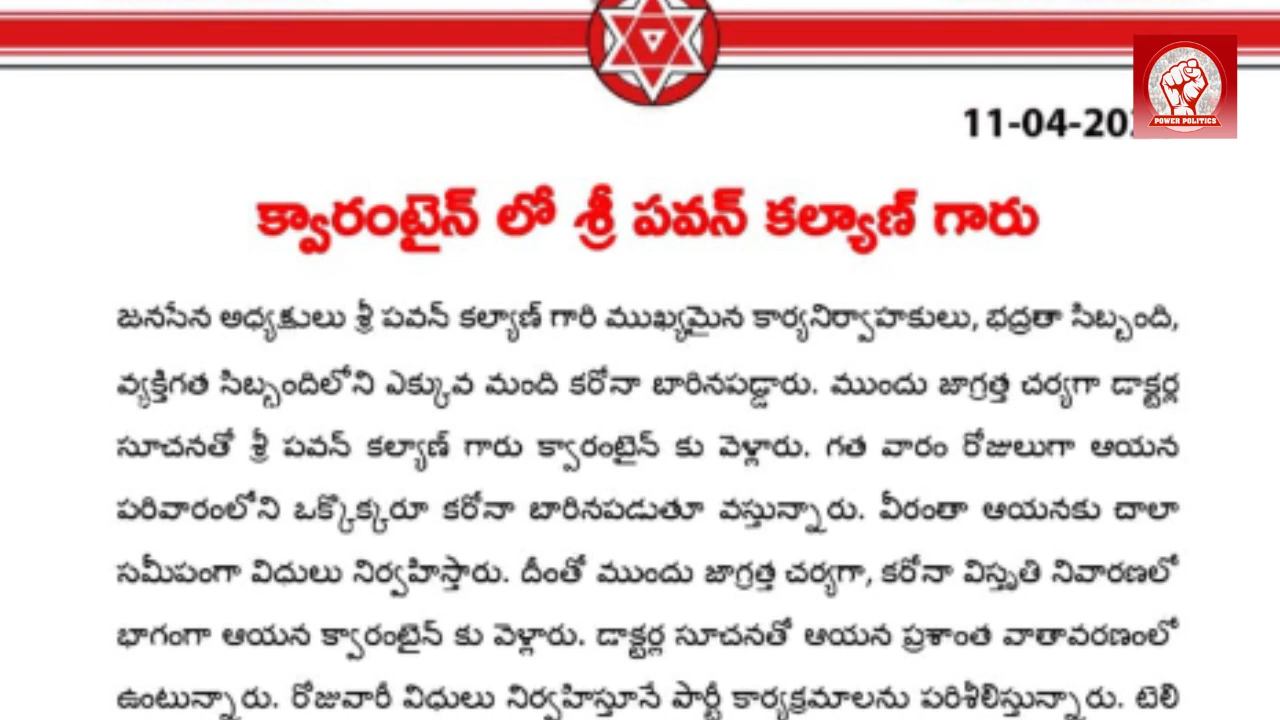 11-04-20
POWER POLITICS
క్వారంటైన్ లో శ్రీ పవన్ కల్యాణ్ గారు
జనసేన అధ్యక్షులు శ్రీ పవన్ కల్యాణ్ గారి ముఖ్యమైన కార్యనిర్వాహకులు, భద్రతా సిబ్బంది,
వ్యక్తిగత సిబ్బందిలోని ఎక్కువ మంది కరోనా బారినపడ్డారు. ముందు జాగ్రత్త చర్యగా డాక్టర్ల
సూచనతో శ్రీ పవన్ కల్యాణ్ గారు క్వారంటైన్ కు వెళ్లారు. గత వారం రోజులుగా ఆయన
పరివారంలోని ఒక్కొక్కరూ కరోనా బారినపడుతూ వస్తున్నారు. వీరంతా ఆయనకు చాలా
సమీపంగా విధులు నిర్వహిస్తారు. దీంతో ముందు జాగ్రత్త చర్యగా, కరోనా విస్తృతి నివారణలో
భాగంగా ఆయన క్వారంటైన్ కు వెళ్లారు. డాక్టర్ల సూచనతో ఆయన ప్రశాంత వాతావరణంలో
ఉంటున్నారు. రోజువారీ విధులు నిర్వహిస్తూనే పార్టీ కార్యక్రమాలను పరిశీలిస్తున్నారు. టెలి